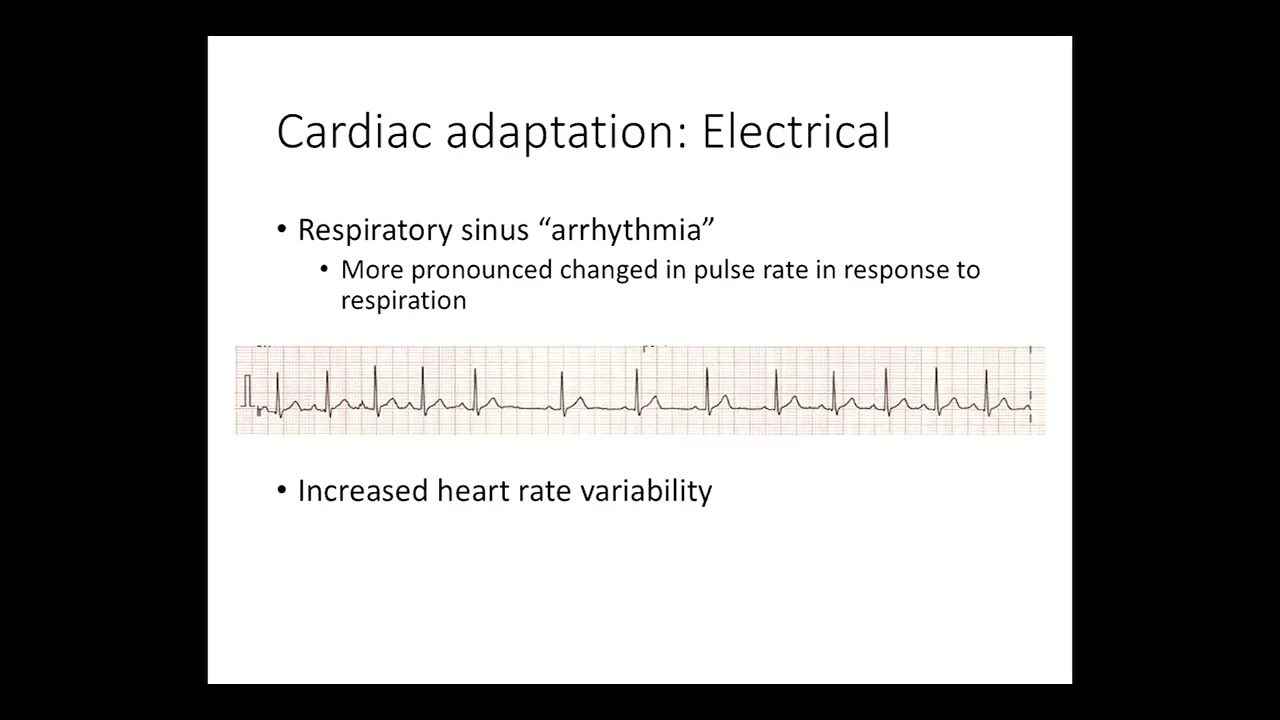 Cardiac adaptation: Electrical
• Respiratory sinus “arrhythmia”
• More pronounced changed in pulse rate in response to
respiration
• Increased heart rate variability